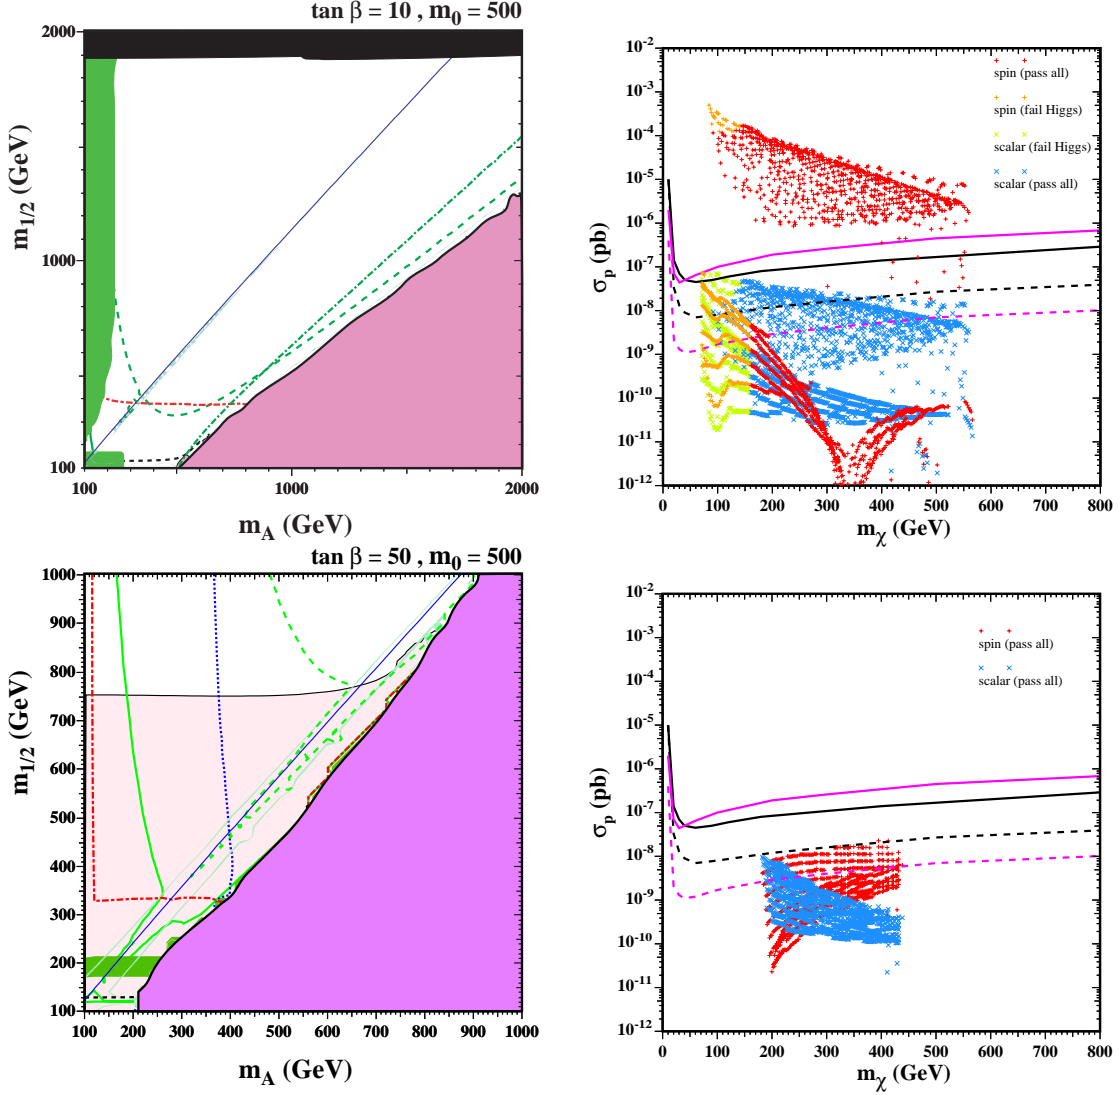 tan β = 10 , m₀ = 500
2000
1000
100
m₁/₂ (GeV)
100
1000
2000
m_A (GeV)
10⁻²
10⁻³
10⁻⁴
10⁻⁵
10⁻⁶
10⁻⁷
10⁻⁸
10⁻⁹
10⁻¹⁰
10⁻¹¹
10⁻¹²
σₚ (pb)
spin (pass all)
spin (fail Higgs)
scalar (fail Higgs)
scalar (pass all)
0 100 200 300 400 500 600 700 800
m_χ (GeV)
tan β = 50 , m₀ = 500
1000
900
800
700
600
500
400
300
200
100
m₁/₂ (GeV)
100 200 300 400 500 600 700 800 900 1000
m_A (GeV)
10⁻²
10⁻³
10⁻⁴
10⁻⁵
10⁻⁶
10⁻⁷
10⁻⁸
10⁻⁹
10⁻¹⁰
10⁻¹¹
10⁻¹²
σₚ (pb)
spin (pass all)
scalar (pass all)
0 100 200 300 400 500 600 700 800
m_χ (GeV)